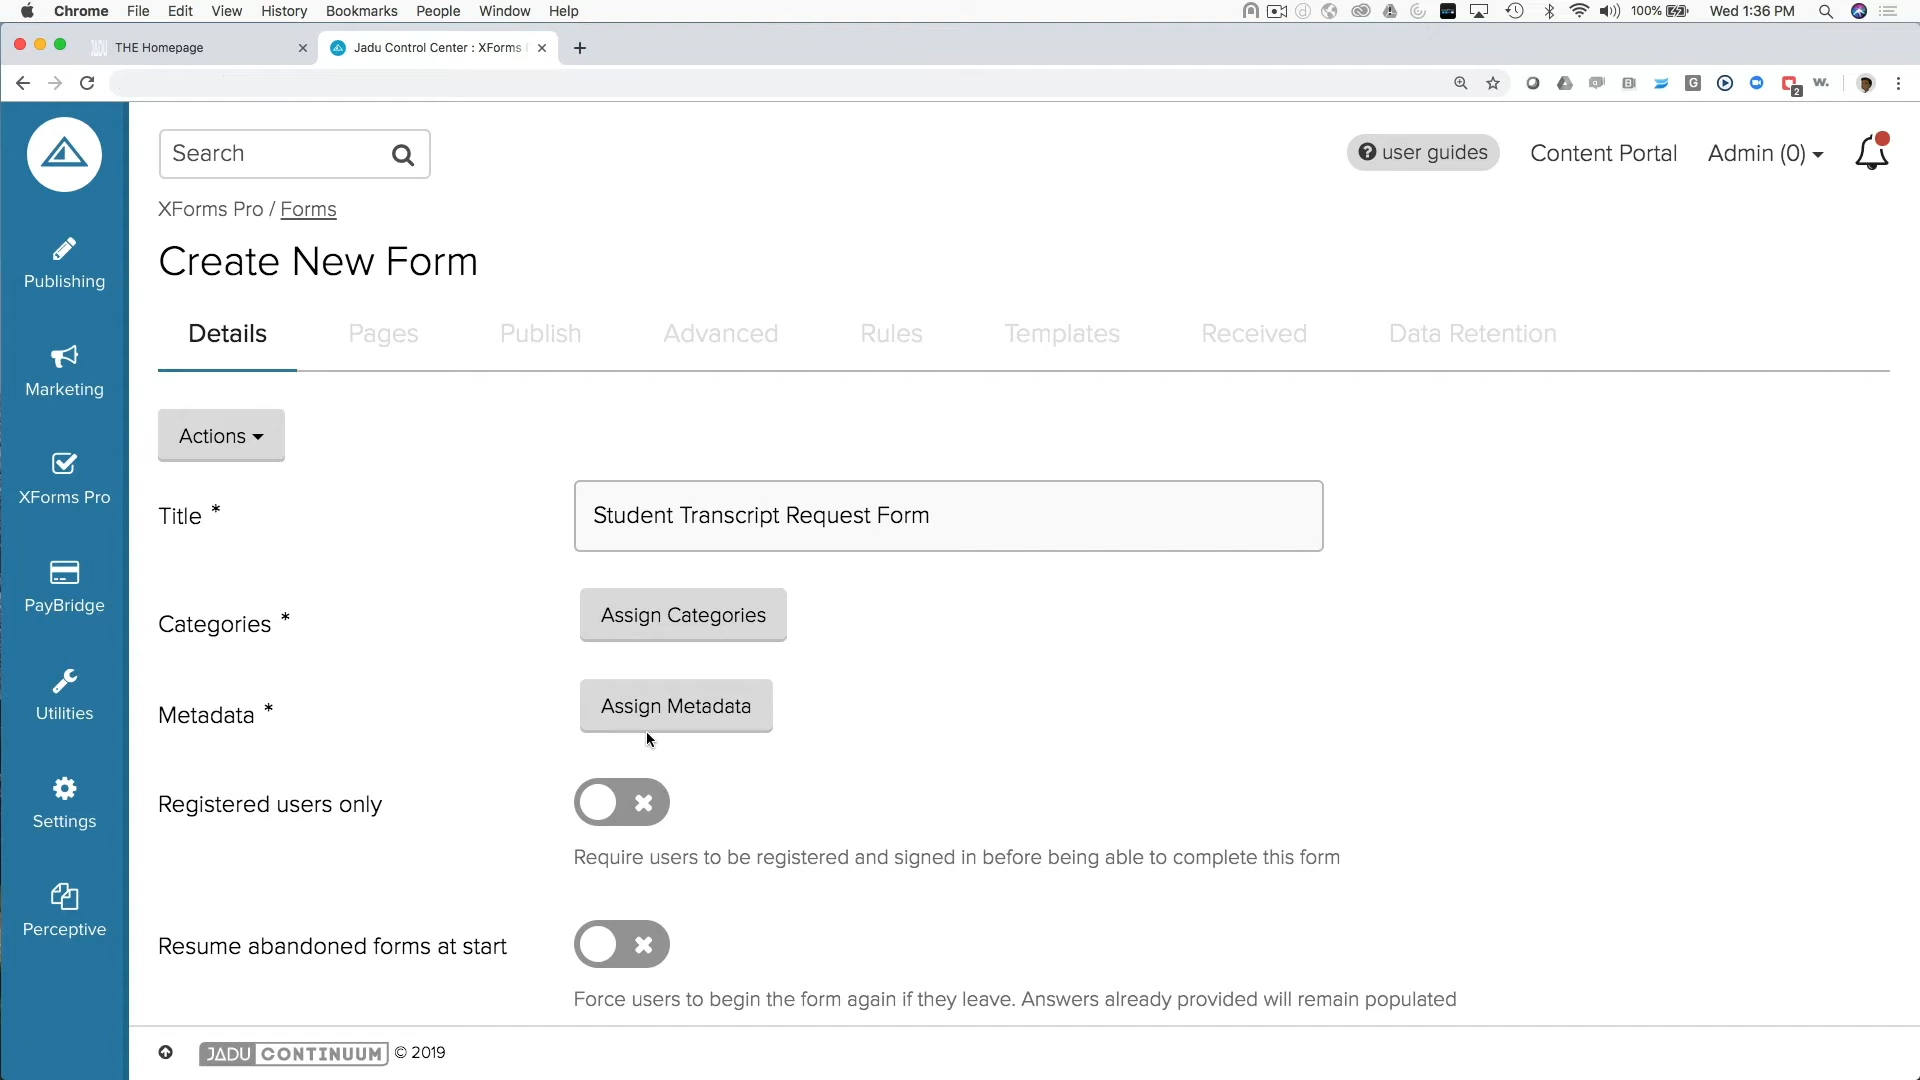 Chrome File Edit View History Bookmarks People Window Help 100% Wed 1:36 PM
THE Homepage Jadu Control Center : XForms
2
Search
user guides Content Portal Admin (0)
XForms Pro / Forms
Create New Form
Details Pages Publish Advanced Rules Templates Received Data Retention
Publishing
Marketing
XForms Pro
PayBridge
Utilities
Settings
Perceptive
Actions
Title * Student Transcript Request Form
Categories * Assign Categories
Metadata * Assign Metadata
Registered users only
Require users to be registered and signed in before being able to complete this form
Resume abandoned forms at start
Force users to begin the form again if they leave. Answers already provided will remain populated
JADU CONTINUUM © 2019